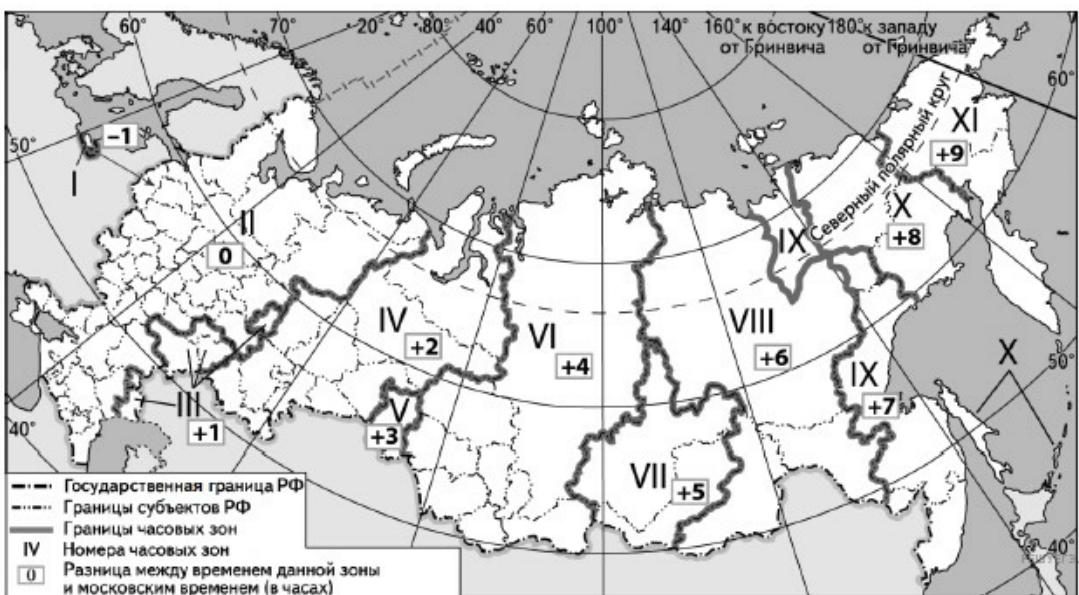 60° 70° 20° 80° 40° 100° 140° 160° к востоку 180° к западу
от Гринвича от Гринвича
60°
50°
–1
I
XI
+9
Северный полярный круг
II
0
X
+8
IX
IV
+2
VI
+4
VIII
+6
X
50°
III
+1
V
+3
IX
+7
40°
VII
+5
Государственная граница РФ
Границы субъектов РФ
Границы часовых зон
IV Номера часовых зон
40°
0 Разница между временем данной зоны
и московским временем (в часах)